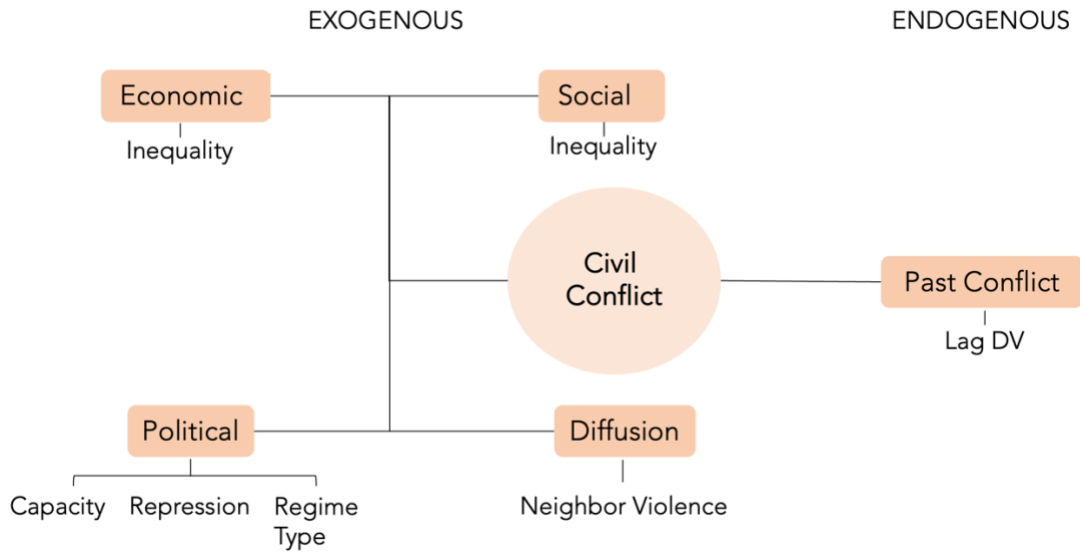 EXOGENOUS
ENDOGENOUS
Economic
Social
Inequality
Inequality
Civil
Conflict
Past Conflict
Lag DV
Political
Diffusion
Capacity
Repression
Regime
Type
Neighbor Violence